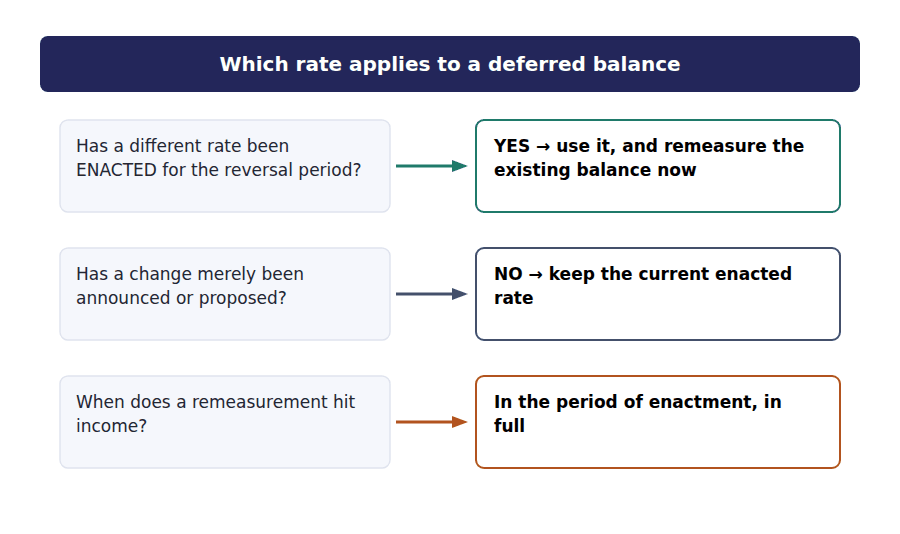 Which rate applies to a deferred balance
Has a different rate been
ENACTED for the reversal period?
YES → use it, and remeasure the
existing balance now
Has a change merely been
announced or proposed?
NO → keep the current enacted
rate
When does a remeasurement hit
income?
In the period of enactment, in
full